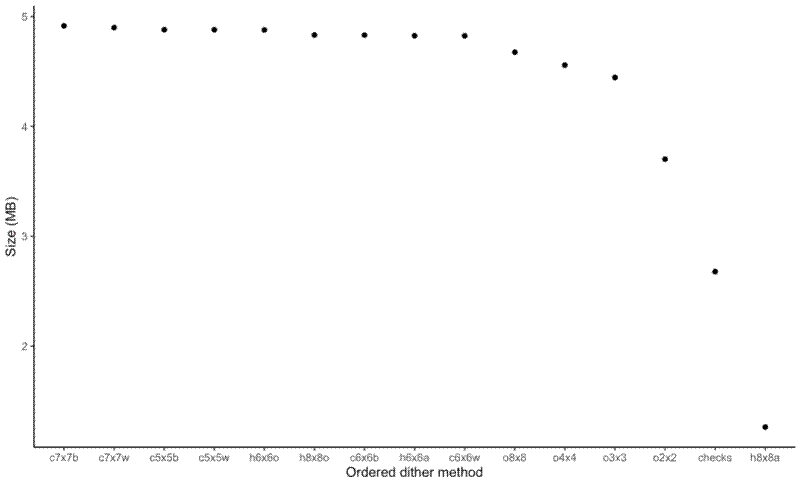 5
4
3
2
Size (MB)
c7x7b c7x7w c5x5b c5x5w h6x6o h8x8o c6x6b h6x6a c6x6w o8x8 o4x4 o3x3 o2x2 checks h8x8a
Ordered dither method